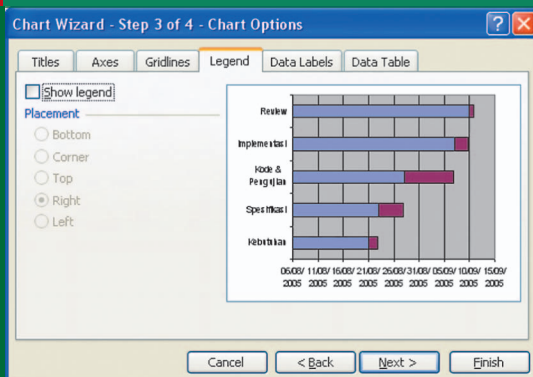 Chart Wizard - Step 3 of 4 - Chart Options
Titles Axes Gridlines Legend Data Labels Data Table
Show legend
Placement
Bottom
Corner
Top
Right
Left
Review
Implementasi
Kode &
Pengujian
Spesifikasi
Kebutuhan
06/08/ 11/08/ 16/08/ 21/08/ 26/08/ 31/08/ 05/09/ 10/09/ 15/09/
2005 2005 2005 2005 2005 2005 2005 2005 2005
Cancel < Back Next > Finish